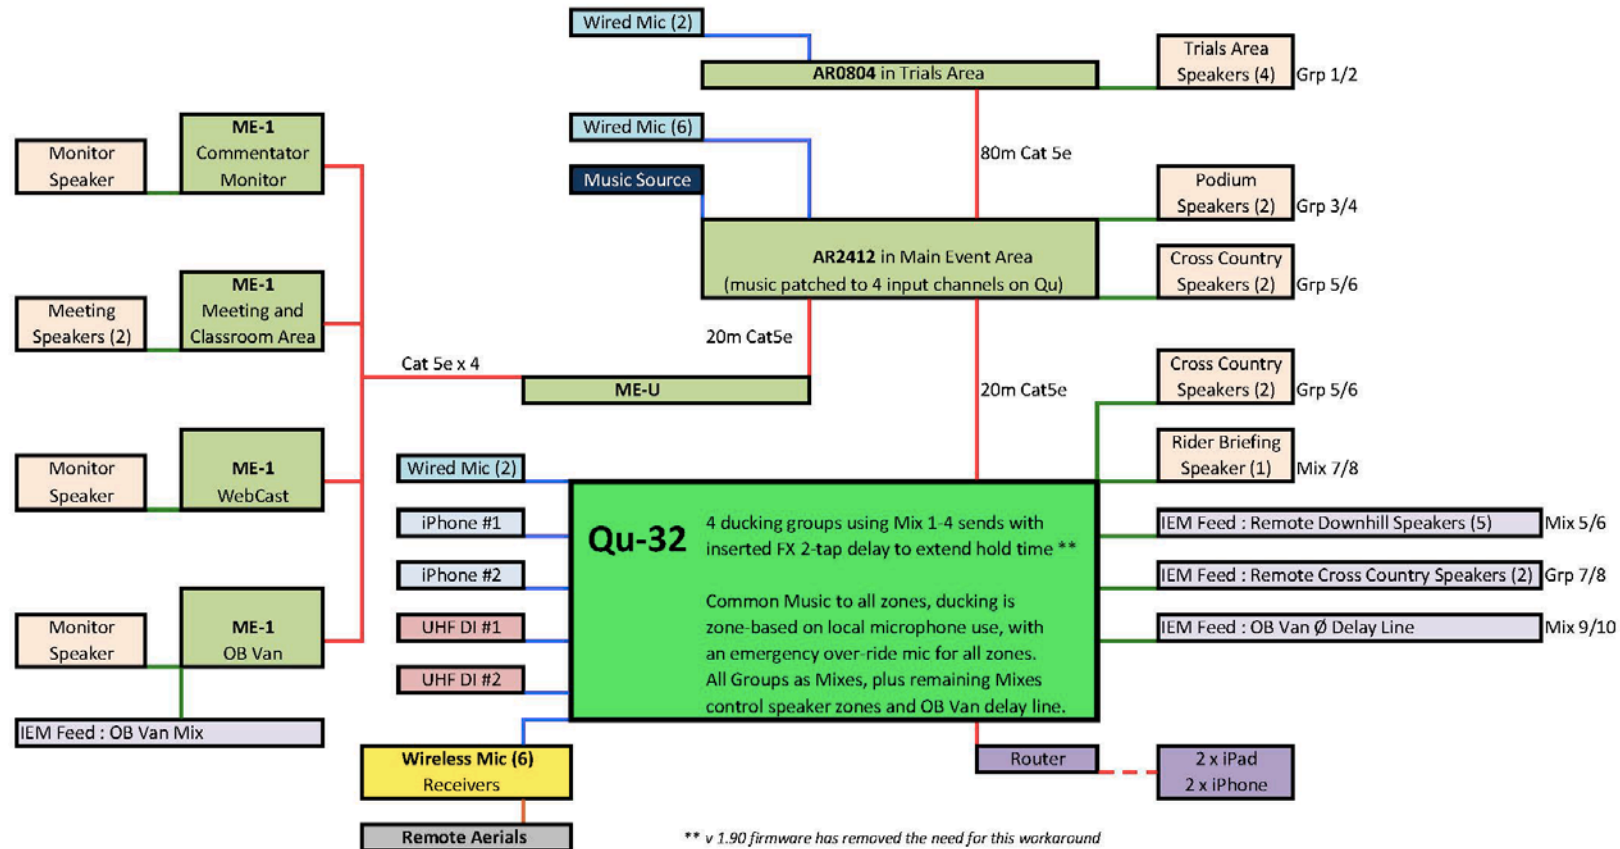 Wired Mic (2)
AR0804 in Trials Area
Trials Area
Speakers (4)
Grp 1/2
Wired Mic (6)
Music Source
80m Cat 5e
AR2412 in Main Event Area
(music patched to 4 input channels on Qu)
Podium
Speakers (2)
Grp 3/4
Cross Country
Speakers (2)
Grp 5/6
ME-1
Commentator
Monitor
Monitor
Speaker
ME-1
Meeting and
Classroom Area
Meeting
Speakers (2)
Cat 5e x 4
20m Cat5e
ME-U
20m Cat5e
Cross Country
Speakers (2)
Grp 5/6
Rider Briefing
Speaker (1)
Mix 7/8
ME-1
WebCast
Monitor
Speaker
ME-1
OB Van
Monitor
Speaker
IEM Feed : OB Van Mix
Wired Mic (2)
iPhone #1
iPhone #2
UHF DI #1
UHF DI #2
Qu-32
4 ducking groups using Mix 1-4 sends with
inserted FX 2-tap delay to extend hold time **
Common Music to all zones, ducking is
zone-based on local microphone use, with
an emergency over-ride mic for all zones.
All Groups as Mixes, plus remaining Mixes
control speaker zones and OB Van delay line.
IEM Feed : Remote Downhill Speakers (5)
Mix 5/6
IEM Feed : Remote Cross Country Speakers (2)
Grp 7/8
IEM Feed : OB Van Ø Delay Line
Mix 9/10
Wireless Mic (6)
Receivers
Remote Aerials
Router
2 x iPad
2 x iPhone
** v 1.90 firmware has removed the need for this workaround